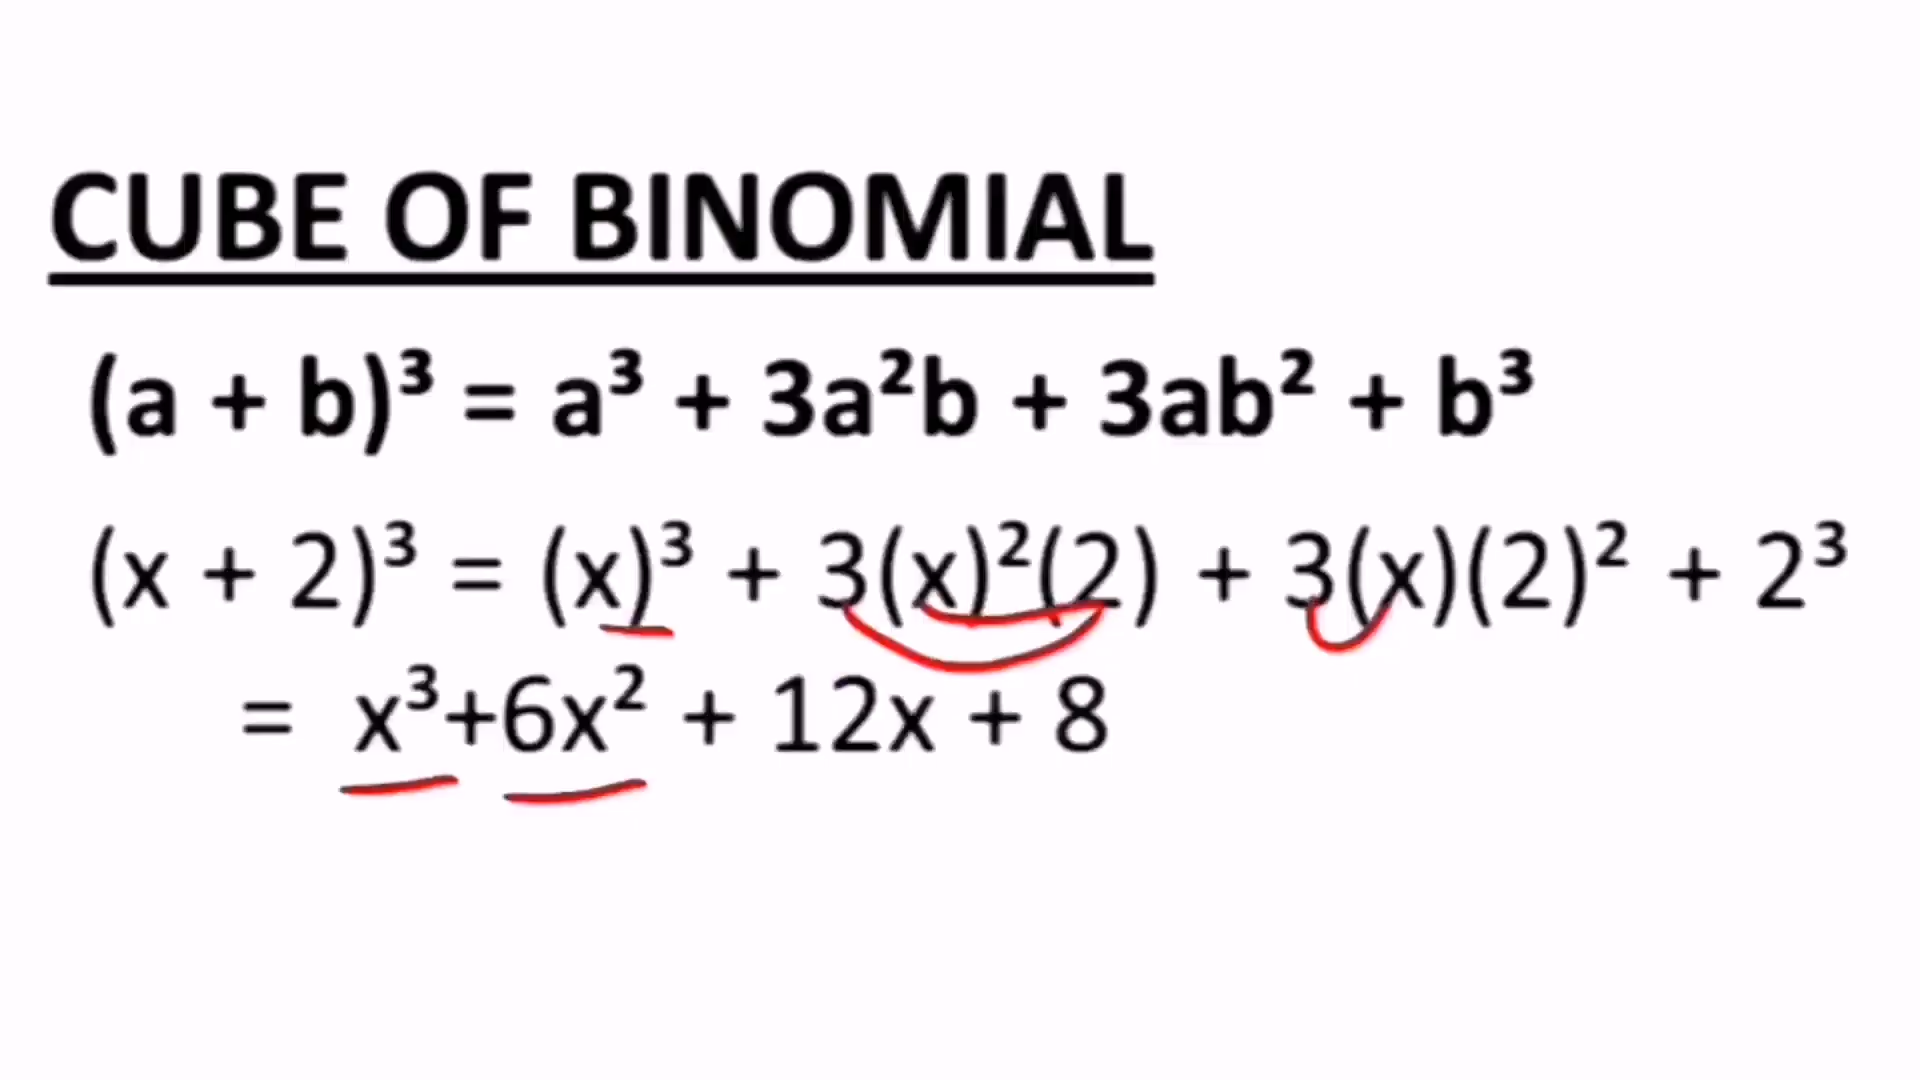 CUBE OF BINOMIAL
(a + b)³ = a³ + 3a²b + 3ab² + b³
(x + 2)³ = (x)³ + 3(x)²(2) + 3(x)(2)² + 2³
= x³+6x² + 12x + 8